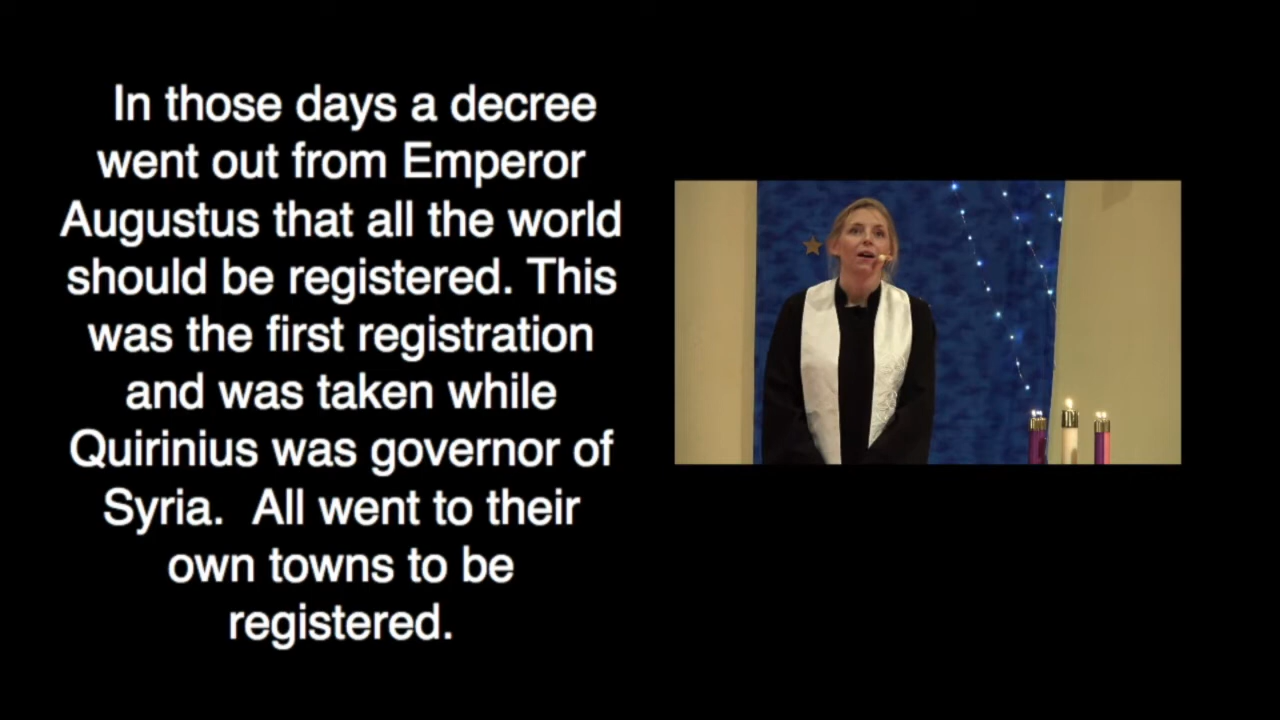 In those days a decree
went out from Emperor
Augustus that all the world
should be registered. This
was the first registration
and was taken while
Quirinius was governor of
Syria.  All went to their
own towns to be
registered.